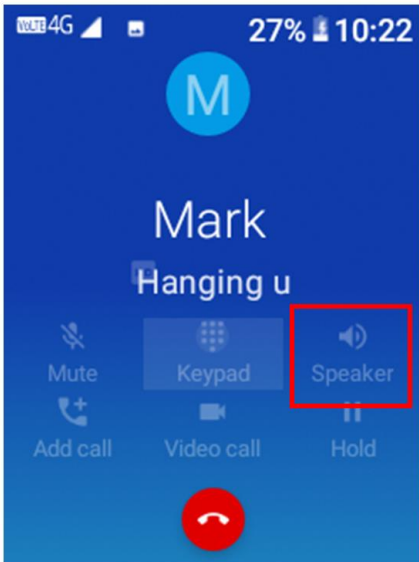 VoLTE 4G 27% 10:22
M
Mark
Hanging u
Mute Keypad Speaker
Add call Video call Hold